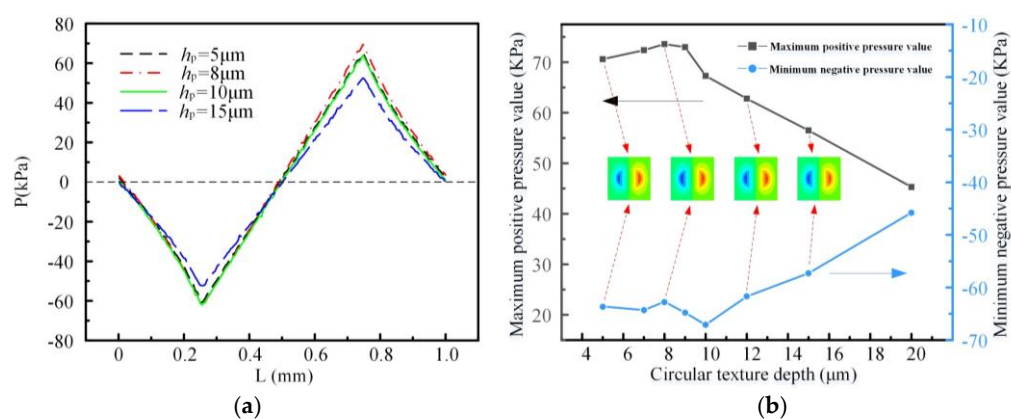 80
60
40
20
0
-20
-40
-60
-80
P(kPa)
hp=5μm
hp=8μm
hp=10μm
hp=15μm
0 0.2 0.4 0.6 0.8 1.0
L (mm)
(a)
Maximum positive pressure value (KPa)
70
60
50
40
30
20
Maximum positive pressure value
Minimum negative pressure value
-10
-20
-30
-40
-50
-60
-70
Minimum negative pressure value (KPa)
4 6 8 10 12 14 16 18 20
Circular texture depth (μm)
(b)